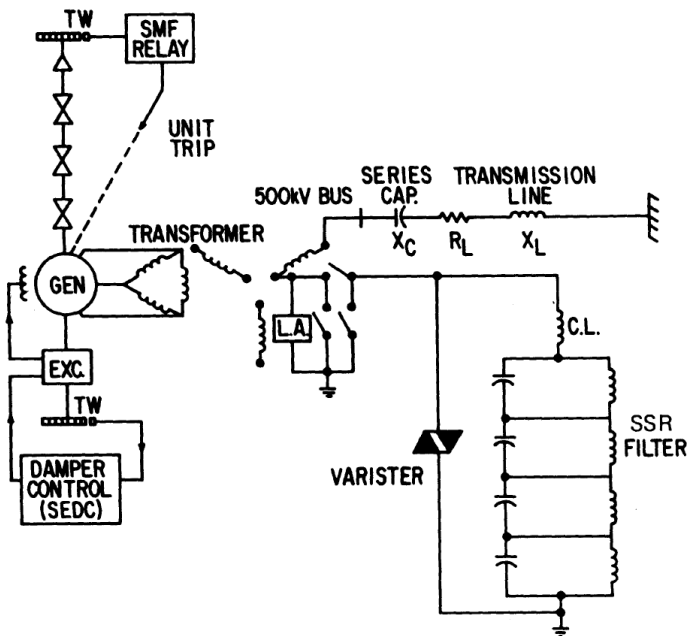 TW
SMF
RELAY
UNIT
TRIP
500kV BUS
SERIES
CAP.
TRANSMISSION
LINE
X_C
R_L
X_L
TRANSFORMER
GEN
L.A.
C.L.
EXC.
TW
DAMPER
CONTROL
(SEDC)
VARISTER
SSR
FILTER